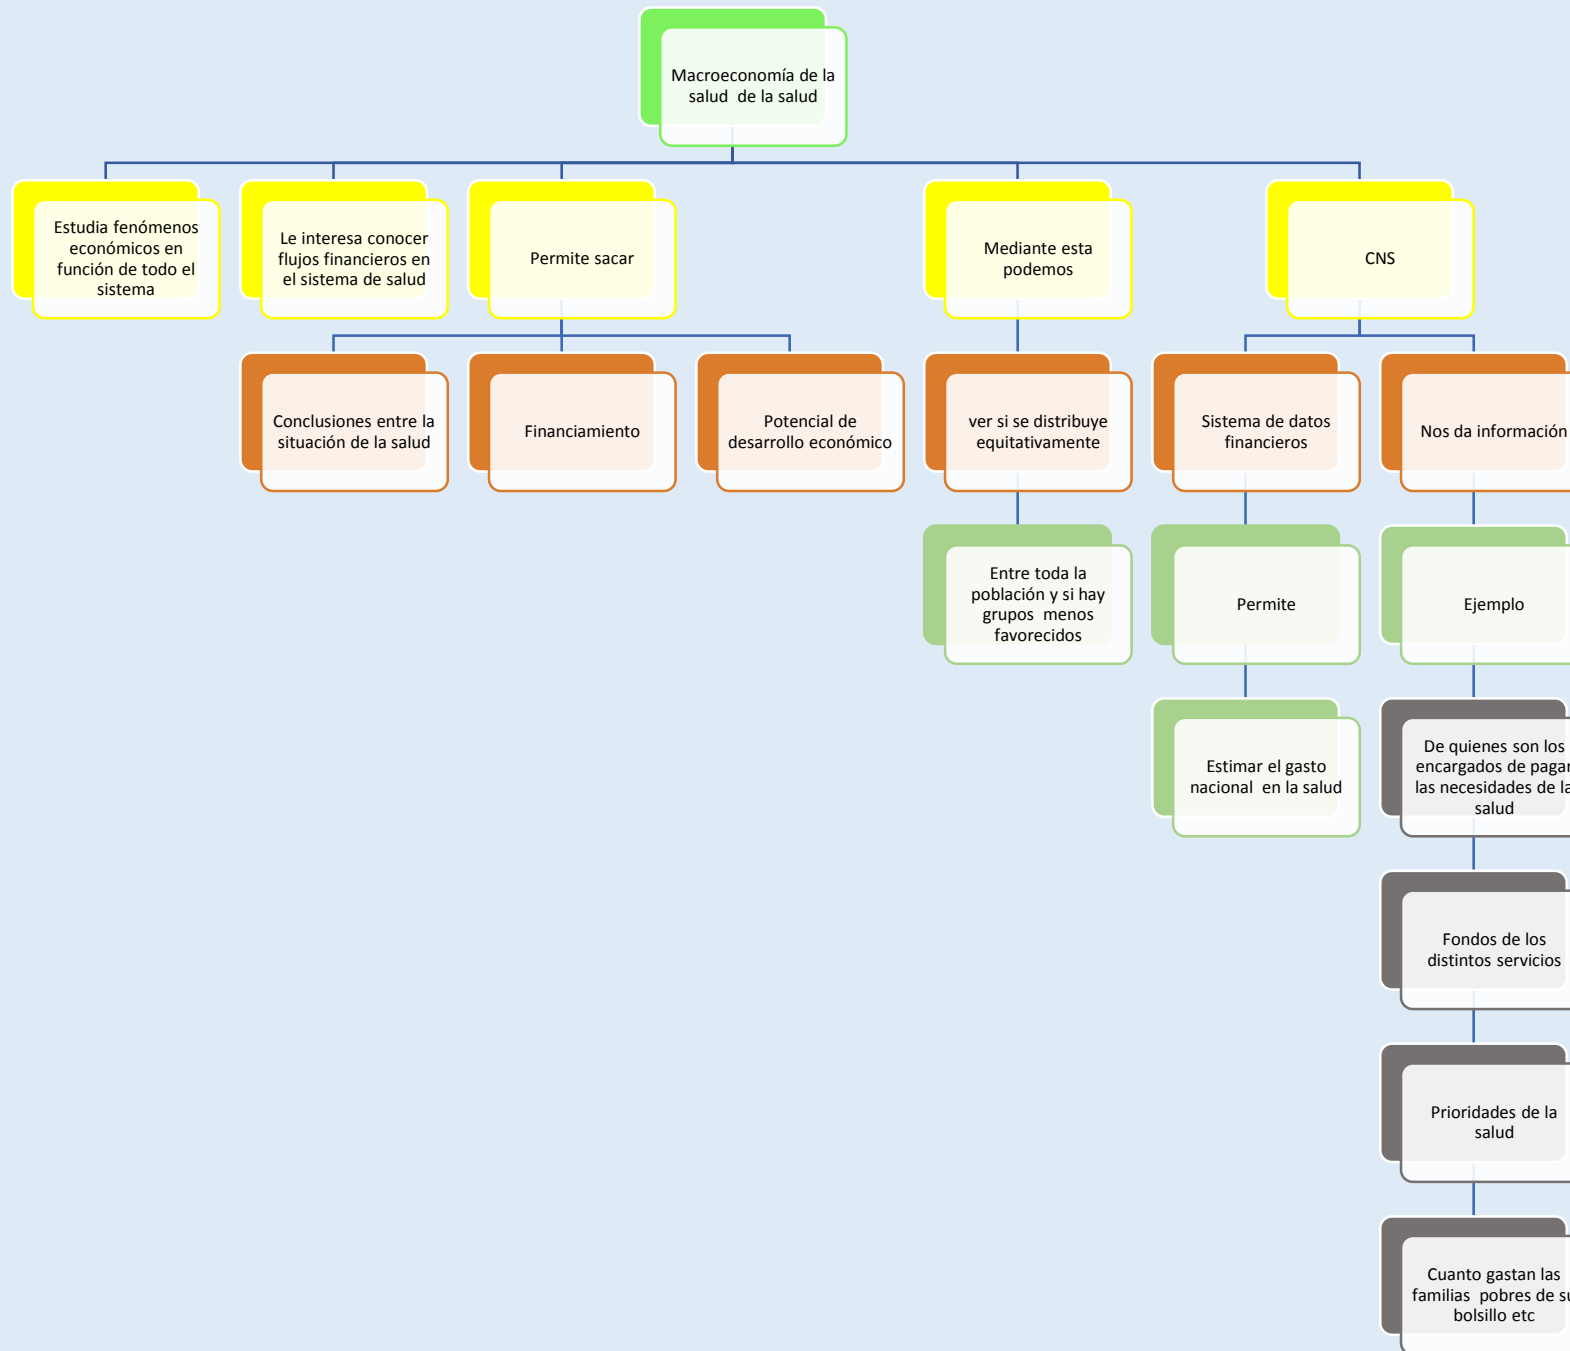 Macroeconomía de la
salud de la salud
Estudia fenómenos
económicos en
función de todo el
sistema
Le interesa conocer
flujos financieros en
el sistema de salud
Permite sacar
Mediante esta
podemos
CNS
Conclusiones entre la
situación de la salud
Financiamiento
Potencial de
desarrollo económico
ver si se distribuye
equitativamente
Sistema de datos
financieros
Nos da información
Entre toda la
población y si hay
grupos menos
favorecidos
Permite
Ejemplo
Estimar el gasto
nacional en la salud
De quienes son los
encargados de pagar
las necesidades de la
salud
Fondos de los
distintos servicios
Prioridades de la
salud
Cuanto gastan las
familias pobres de su
bolsillo etc